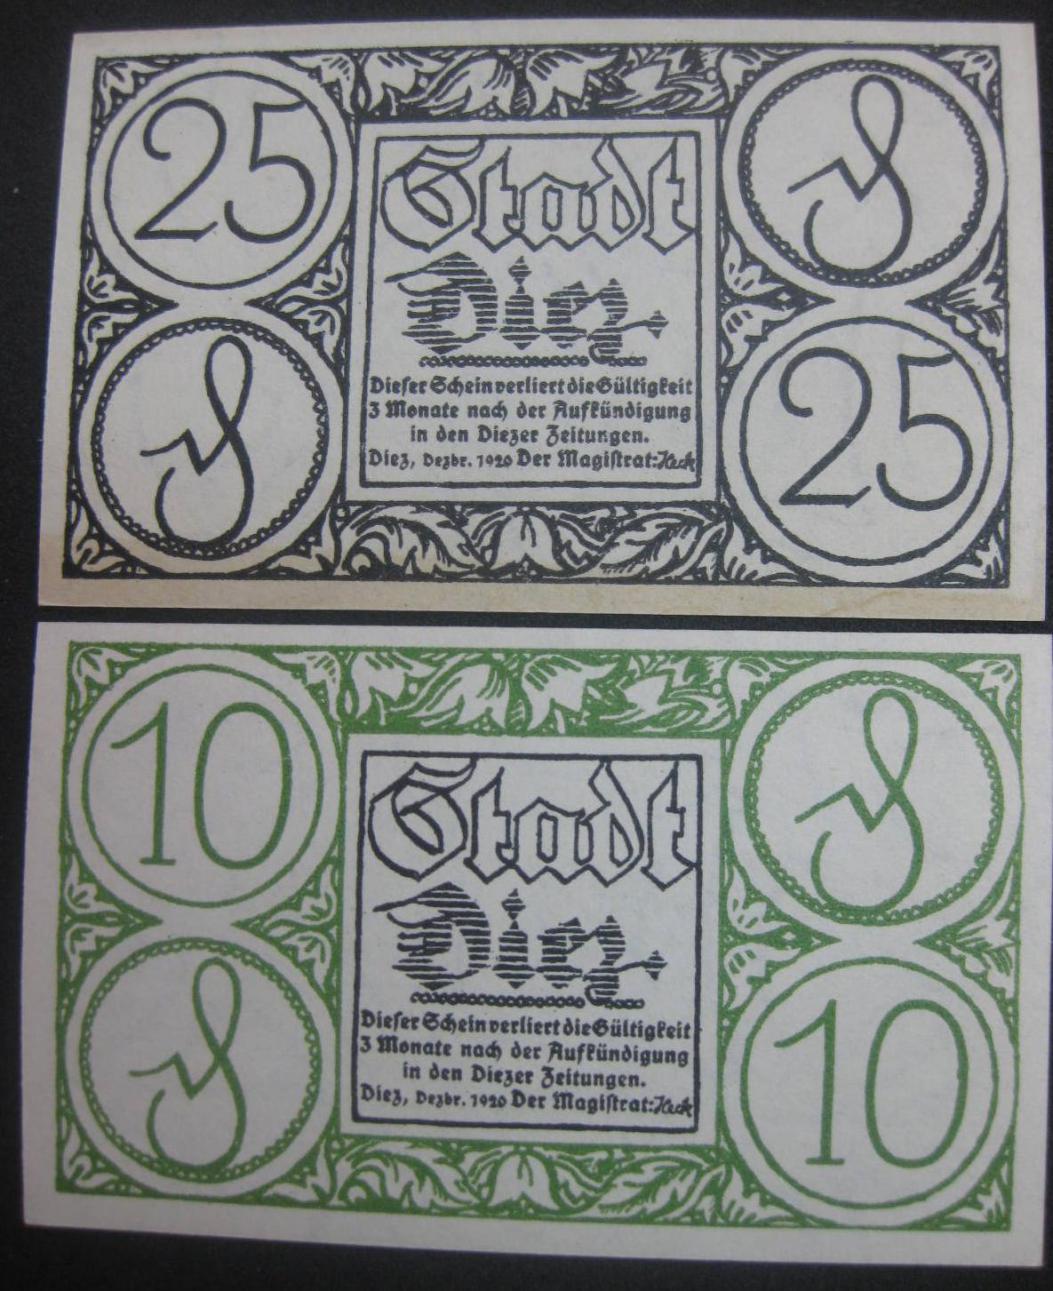 25
₰
Stadt
Diez
Dieser Schein verliert die Gültigkeit
3 Monate nach der Aufkündigung
in den Diezer Zeitungen.
Diez, Dezbr. 1920 Der Magistrat: Heck
₰
25
10
₰
Stadt
Diez
Dieser Schein verliert die Gültigkeit
3 Monate nach der Aufkündigung
in den Diezer Zeitungen.
Diez, Dezbr. 1920 Der Magistrat: Heck
₰
10